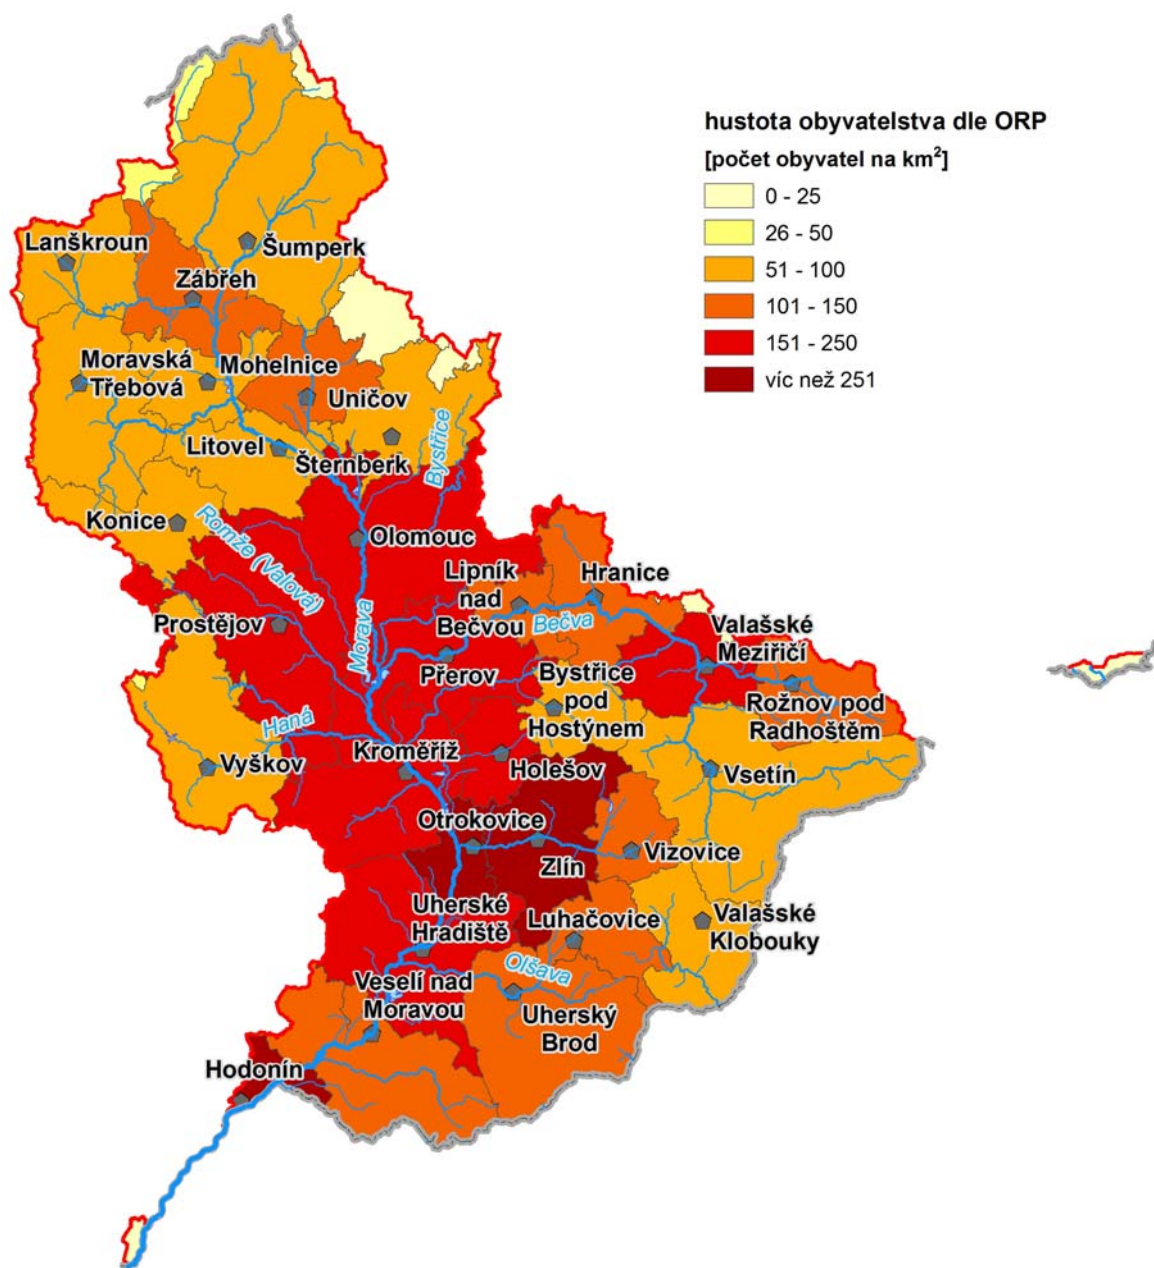 hustota obyvatelstva dle ORP
[počet obyvatel na km²]
0 - 25
26 - 50
51 - 100
101 - 150
151 - 250
víc než 251
Lanškroun
Šumperk
Zábřeh
Moravská
Třebová
Mohelnice
Uničov
Litovel
Šternberk
Bystřice
Konice
Romže (Valová)
Olomouc
Lipník
nad
Bečvou
Hranice
Bečva
Prostějov
Morava
Přerov
Valašské
Meziříčí
Bystřice
pod
Hostýnem
Rožnov pod
Radhoštěm
Haná
Vyškov
Kroměříž
Holešov
Vsetín
Otrokovice
Zlín
Vizovice
Uherské
Hradiště
Luhačovice
Valašské
Klobouky
Olšava
Veselí nad
Moravou
Uherský
Brod
Hodonín